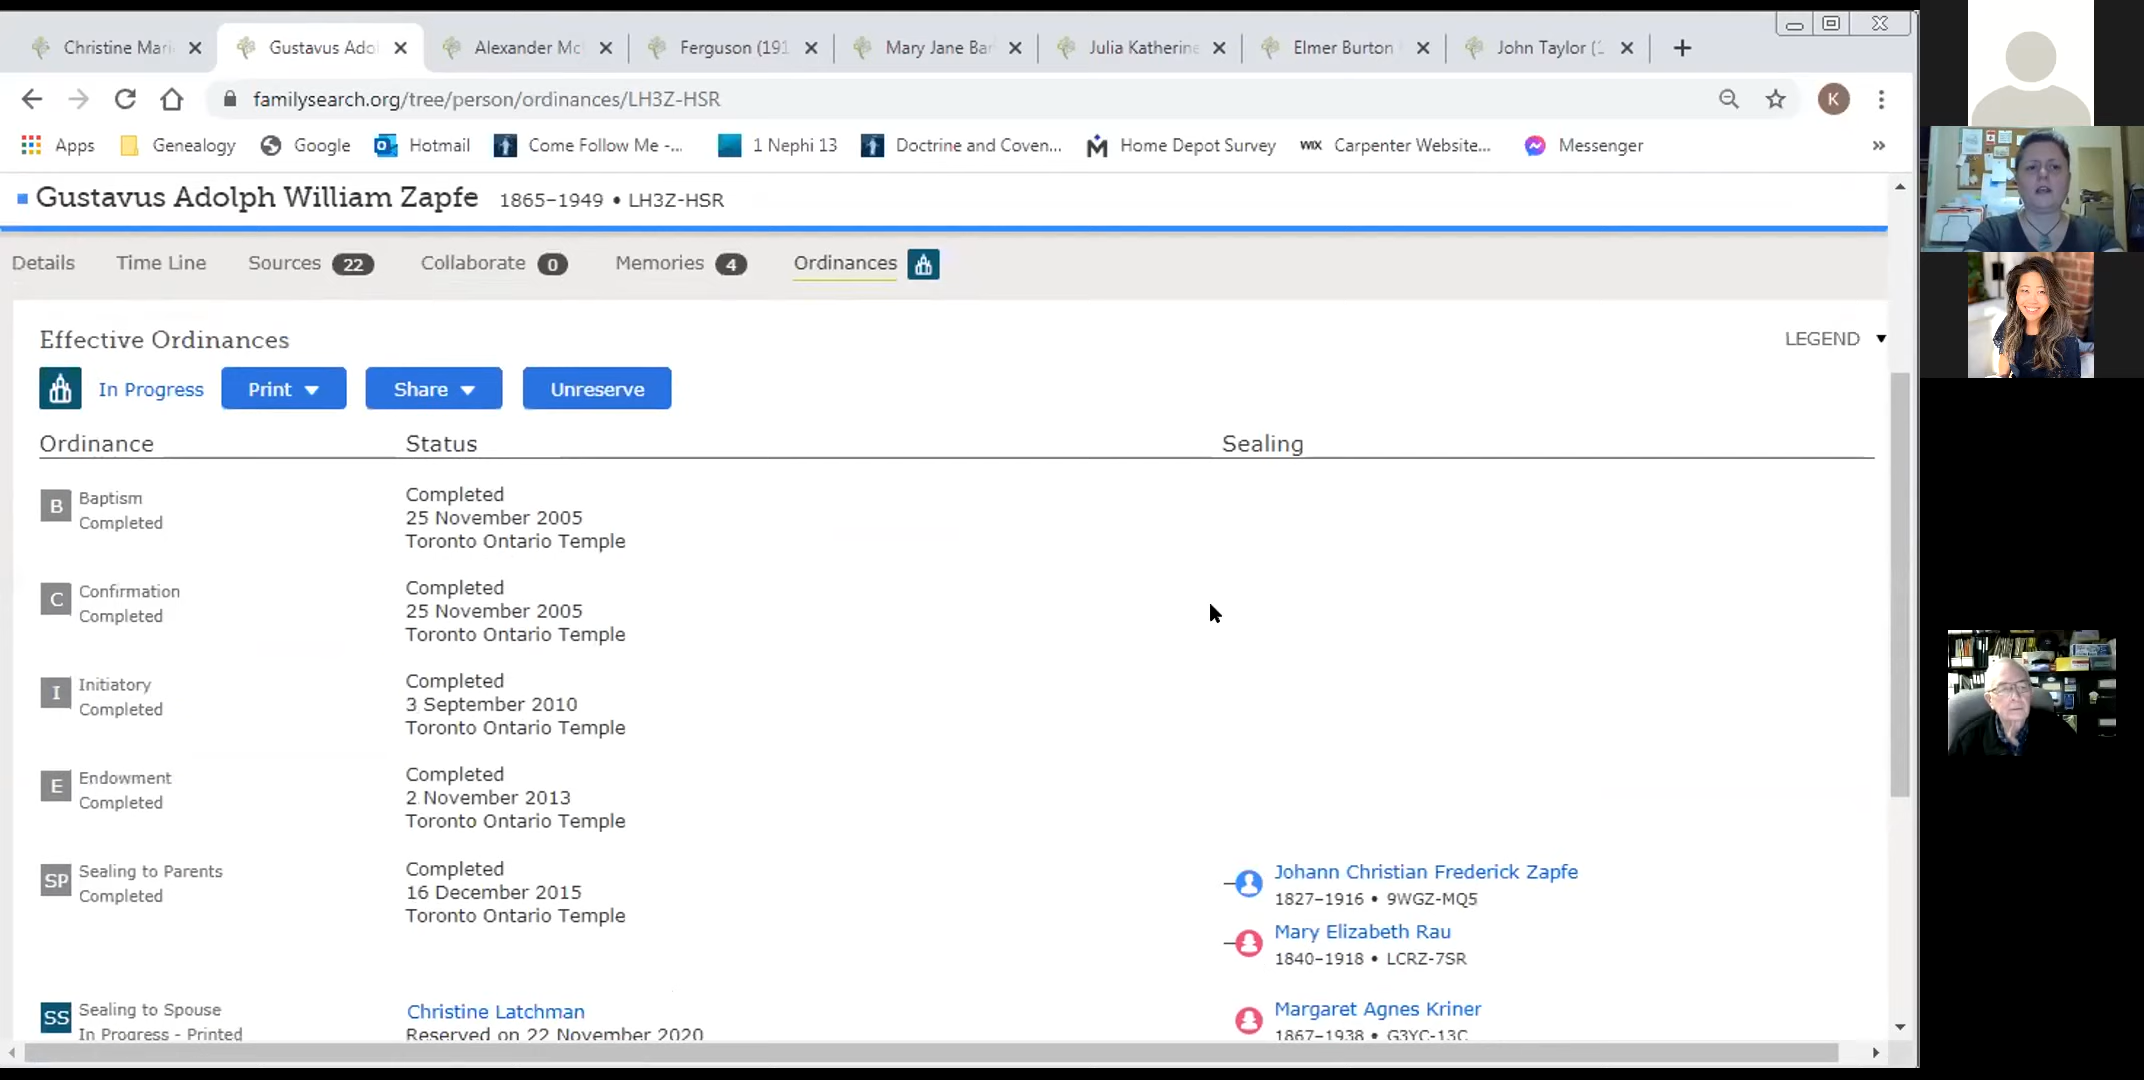 Christine Mari
Gustavus Adol
Alexander Mc
Ferguson (191
Mary Jane Bar
Julia Katherine
Elmer Burton
John Taylor (1
familysearch.org/tree/person/ordinances/LH3Z-HSR
K
Apps
Genealogy
Google
Hotmail
Come Follow Me -...
1 Nephi 13
Doctrine and Coven...
Home Depot Survey
WIX Carpenter Website...
Messenger
»
Gustavus Adolph William Zapfe 1865–1949 • LH3Z-HSR
Details Time Line Sources 22 Collaborate 0 Memories 4 Ordinances
Effective Ordinances
LEGEND
In Progress Print Share Unreserve
Ordinance Status Sealing
B Baptism
Completed
Completed
25 November 2005
Toronto Ontario Temple
C Confirmation
Completed
Completed
25 November 2005
Toronto Ontario Temple
I Initiatory
Completed
Completed
3 September 2010
Toronto Ontario Temple
E Endowment
Completed
Completed
2 November 2013
Toronto Ontario Temple
SP Sealing to Parents
Completed
Completed
16 December 2015
Toronto Ontario Temple
Johann Christian Frederick Zapfe
1827–1916 • 9WGZ-MQ5
Mary Elizabeth Rau
1840–1918 • LCRZ-7SR
SS Sealing to Spouse
In Progress - Printed
Christine Latchman
Reserved on 22 November 2020
Margaret Agnes Kriner
1867–1938 • G3YC-13C